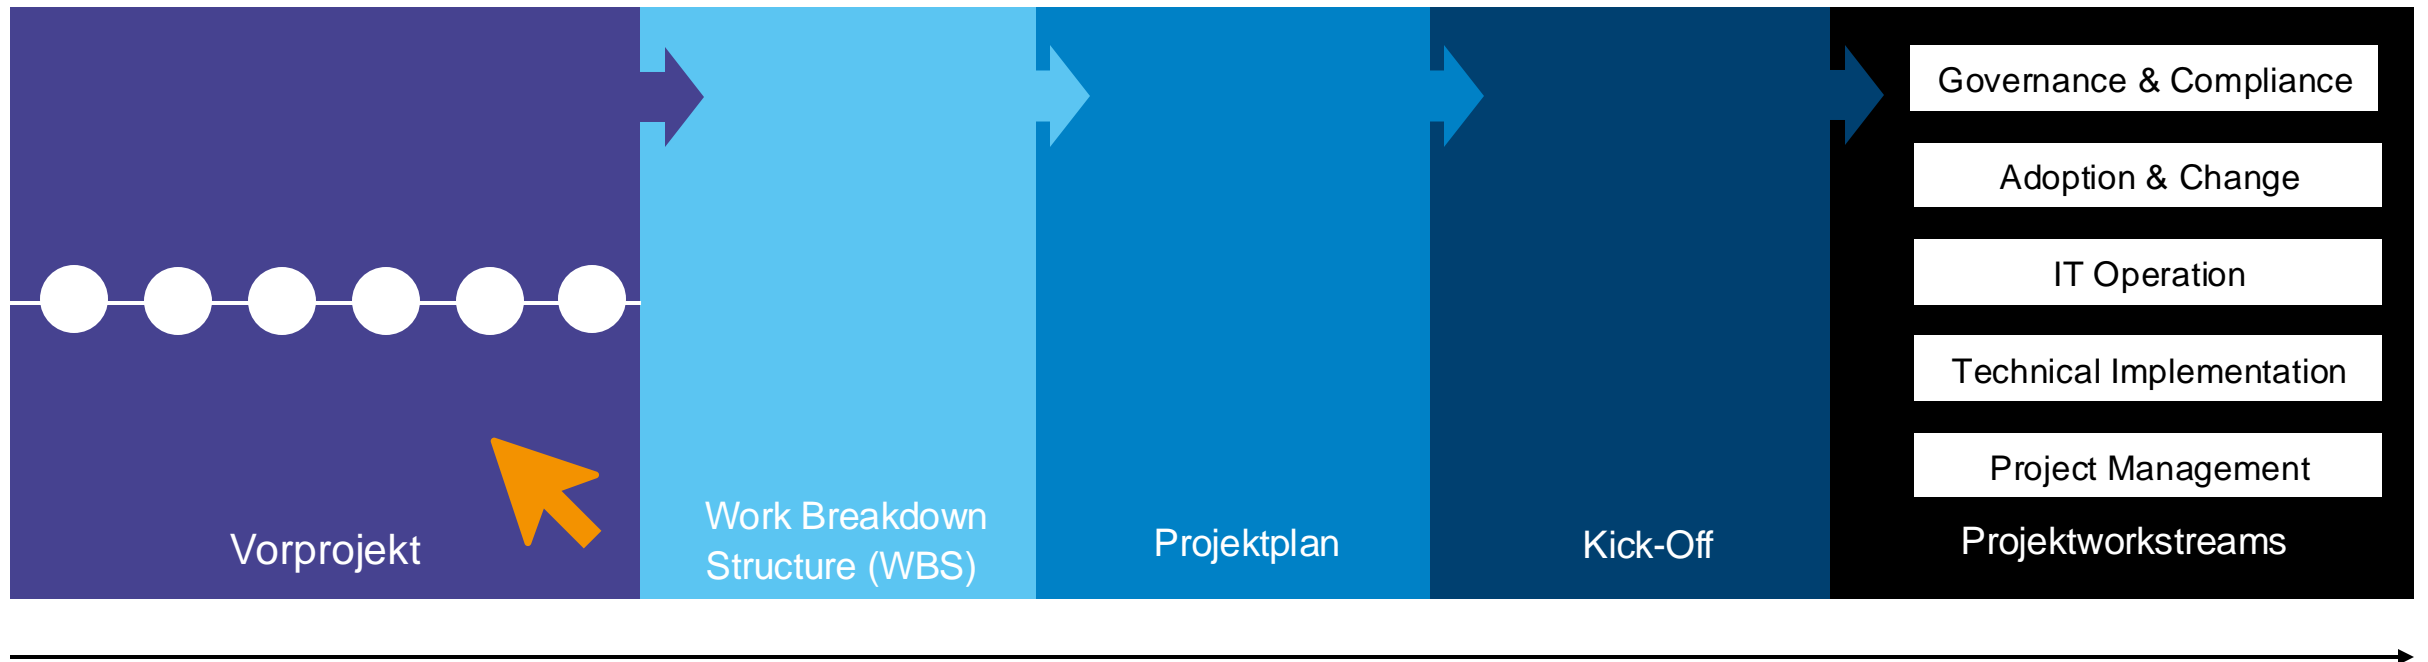 Vorprojekt
Work Breakdown
Structure (WBS)
Projektplan
Kick-Off
Governance & Compliance
Adoption & Change
IT Operation
Technical Implementation
Project Management
Projektworkstreams